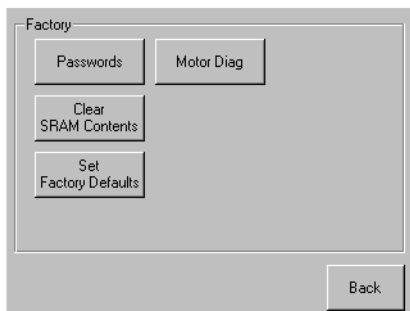 Factory
Passwords
Motor Diag
Clear
SRAM Contents
Set
Factory Defaults
Back